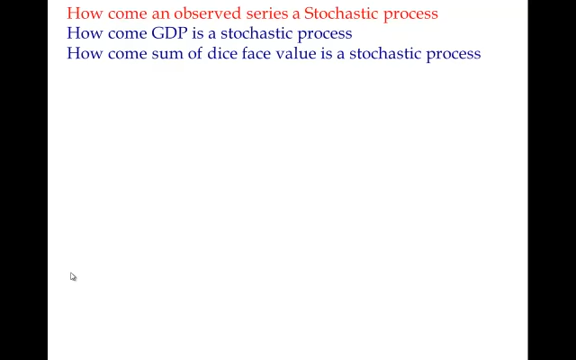 How come an observed series a Stochastic process
How come GDP is a stochastic process
How come sum of dice face value is a stochastic process